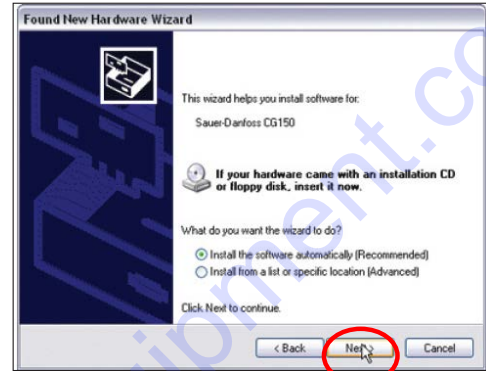 Found New Hardware Wizard
This wizard helps you install software for:
Sauer-Danfoss CG150
If your hardware came with an installation CD
or floppy disk, insert it now.
What do you want the wizard to do?
Install the software automatically (Recommended)
Install from a list or specific location (Advanced)
Click Next to continue.
< Back
Next >
Cancel